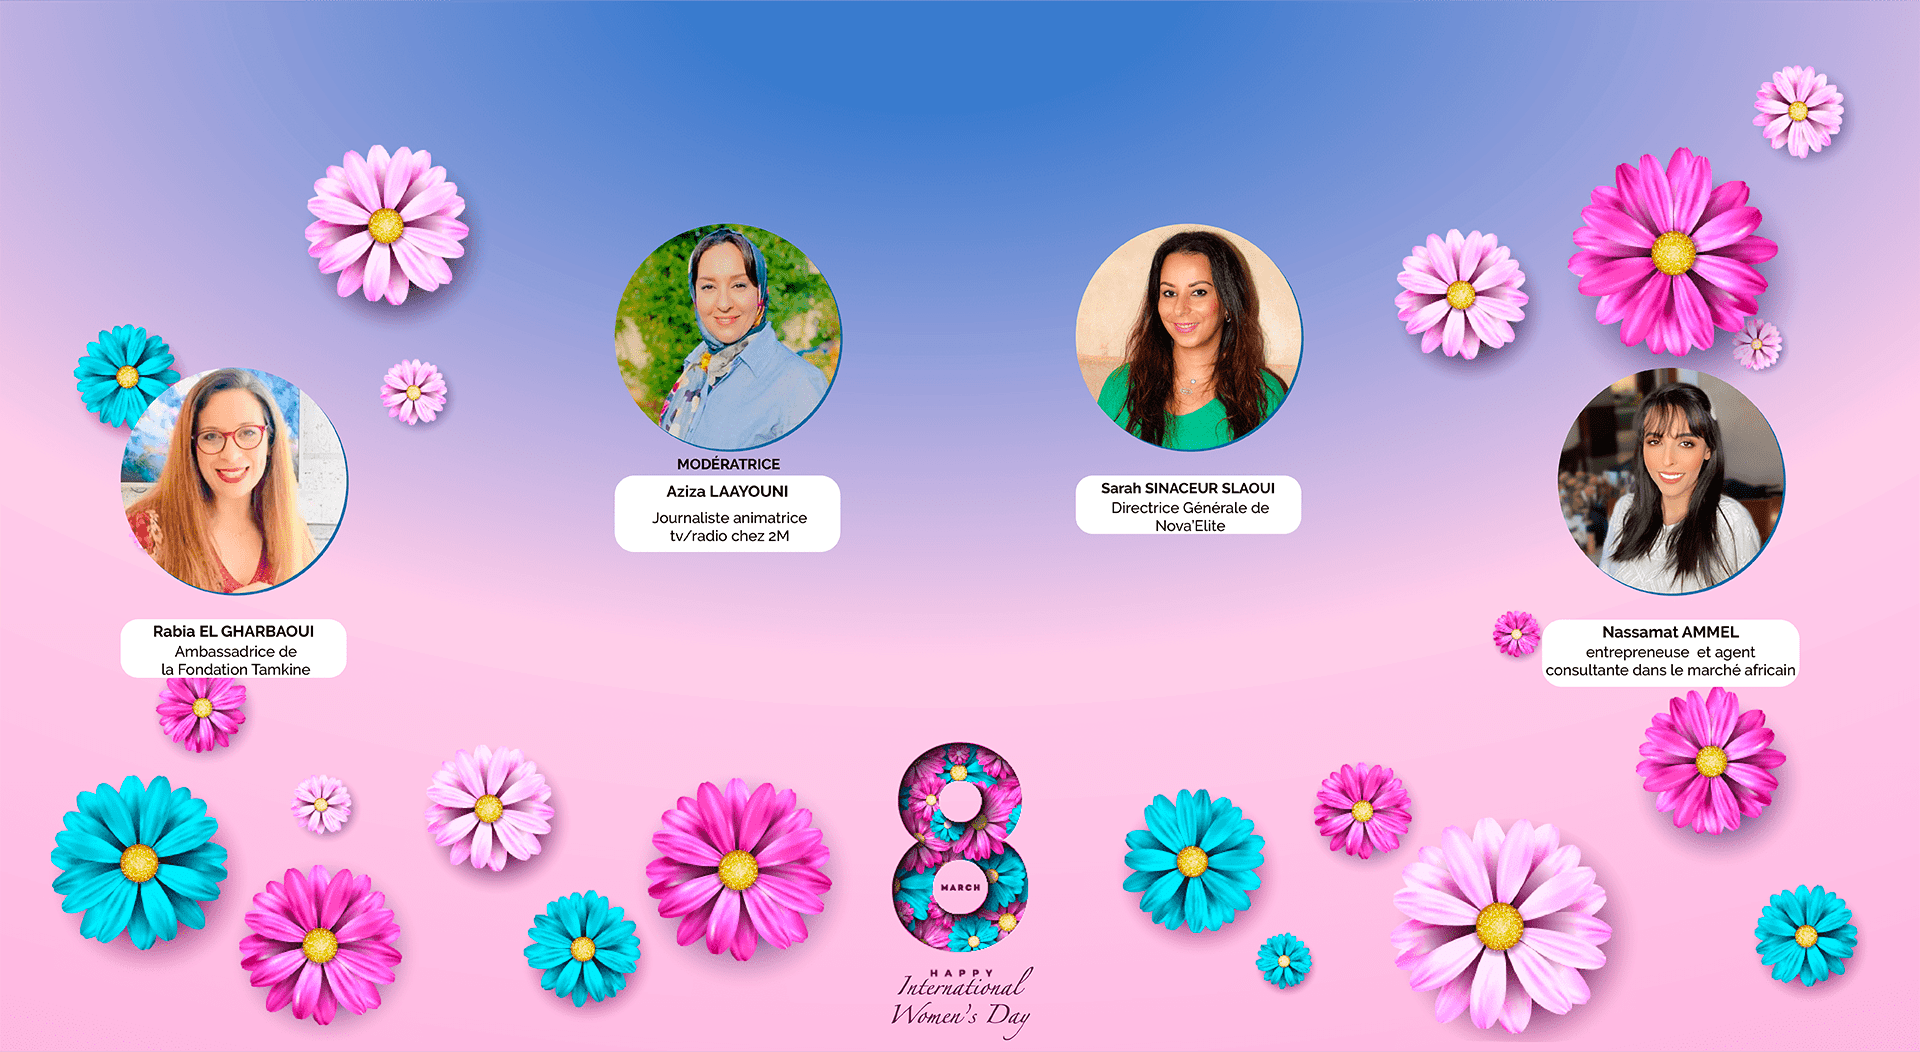 MODÉRATRICE
Aziza LAAYOUNI
Journaliste animatrice
tv/radio chez 2M
Sarah SINACEUR SLAOUI
Directrice Générale de
Nova'Elite
Rabia EL GHARBAOUI
Ambassadrice de
la Fondation Tamkine
Nassamat AMMEL
entrepreneuse et agent
consultante dans le marché africain
8
MARCH
HAPPY
International
Women's Day